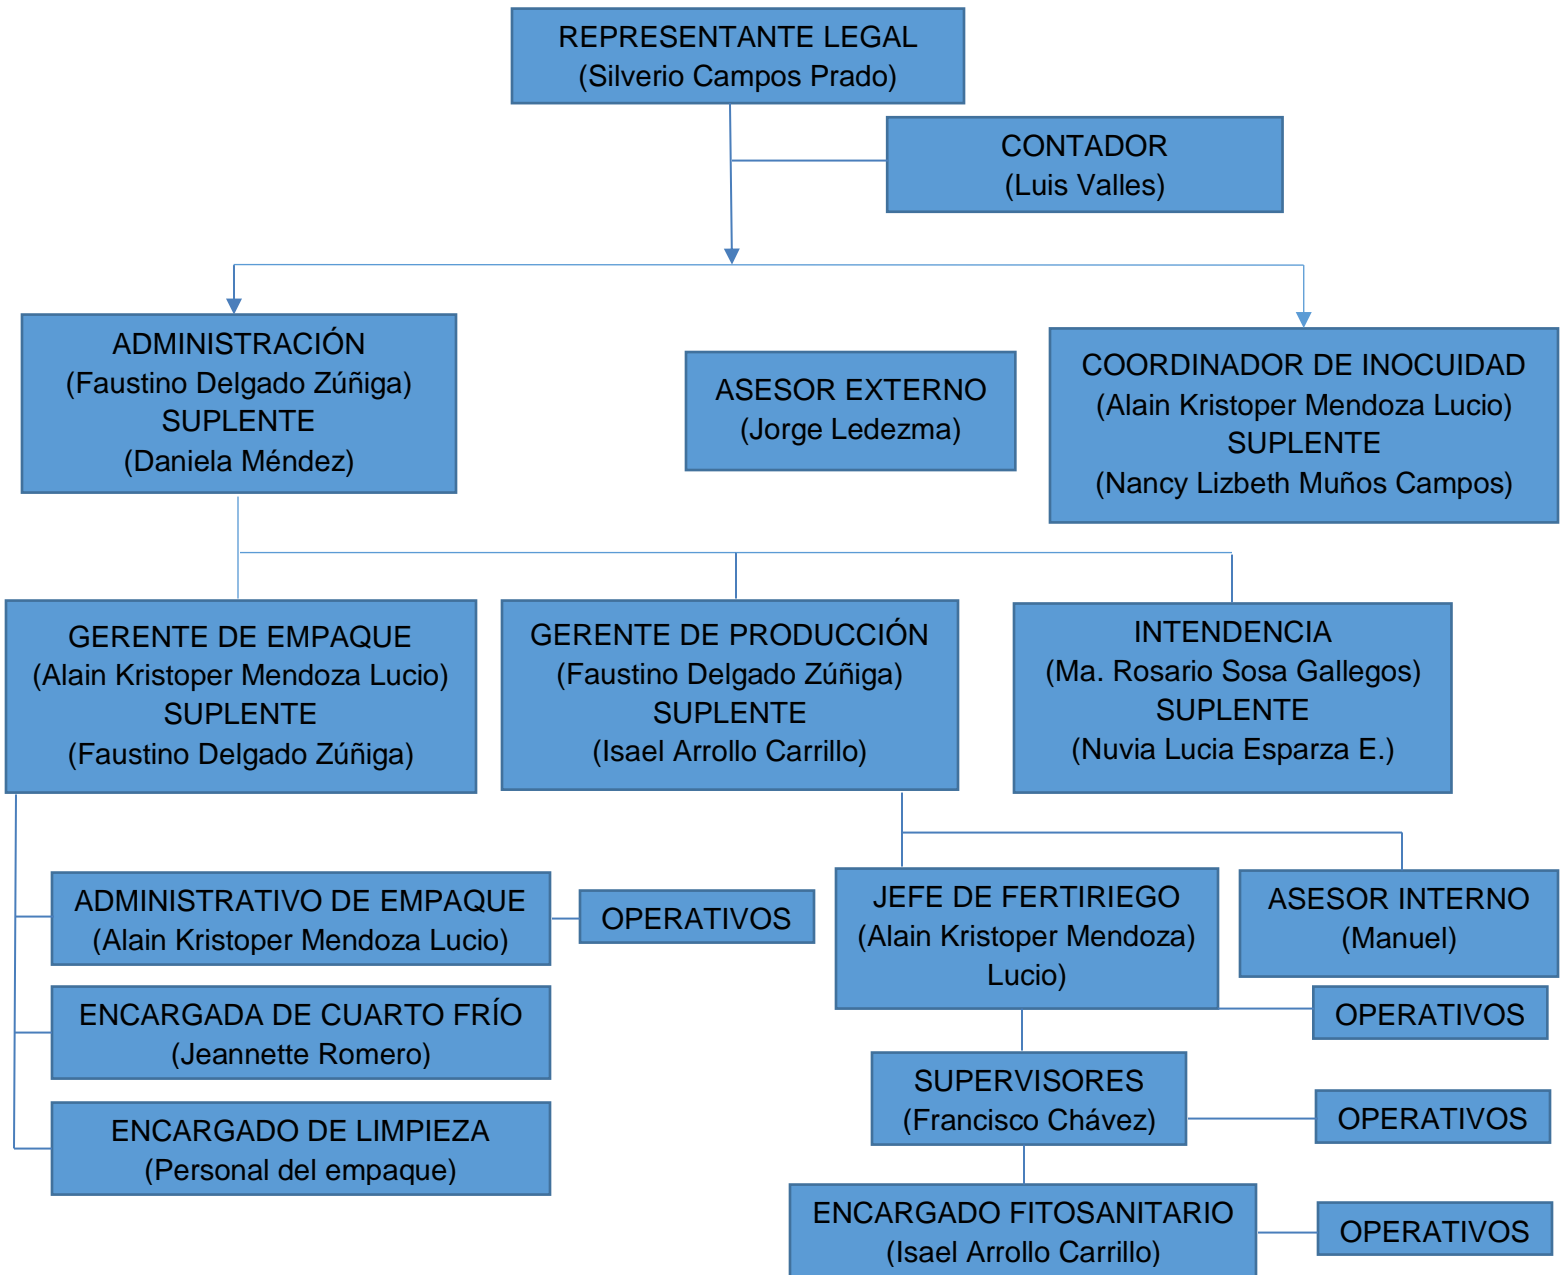 REPRESENTANTE LEGAL
(Silverio Campos Prado)
CONTADOR
(Luis Valles)
ADMINISTRACIÓN
(Faustino Delgado Zúñiga)
SUPLENTE
(Daniela Méndez)
ASESOR EXTERNO
(Jorge Ledezma)
COORDINADOR DE INOCUIDAD
(Alain Kristoper Mendoza Lucio)
SUPLENTE
(Nancy Lizbeth Muños Campos)
GERENTE DE EMPAQUE
(Alain Kristoper Mendoza Lucio)
SUPLENTE
(Faustino Delgado Zúñiga)
GERENTE DE PRODUCCIÓN
(Faustino Delgado Zúñiga)
SUPLENTE
(Isael Arrollo Carrillo)
INTENDENCIA
(Ma. Rosario Sosa Gallegos)
SUPLENTE
(Nuvia Lucia Esparza E.)
ADMINISTRATIVO DE EMPAQUE
(Alain Kristoper Mendoza Lucio)
OPERATIVOS
ENCARGADA DE CUARTO FRÍO
(Jeannette Romero)
ENCARGADO DE LIMPIEZA
(Personal del empaque)
JEFE DE FERTIRIEGO
(Alain Kristoper Mendoza)
Lucio)
ASESOR INTERNO
(Manuel)
OPERATIVOS
SUPERVISORES
(Francisco Chávez)
OPERATIVOS
ENCARGADO FITOSANITARIO
(Isael Arrollo Carrillo)
OPERATIVOS